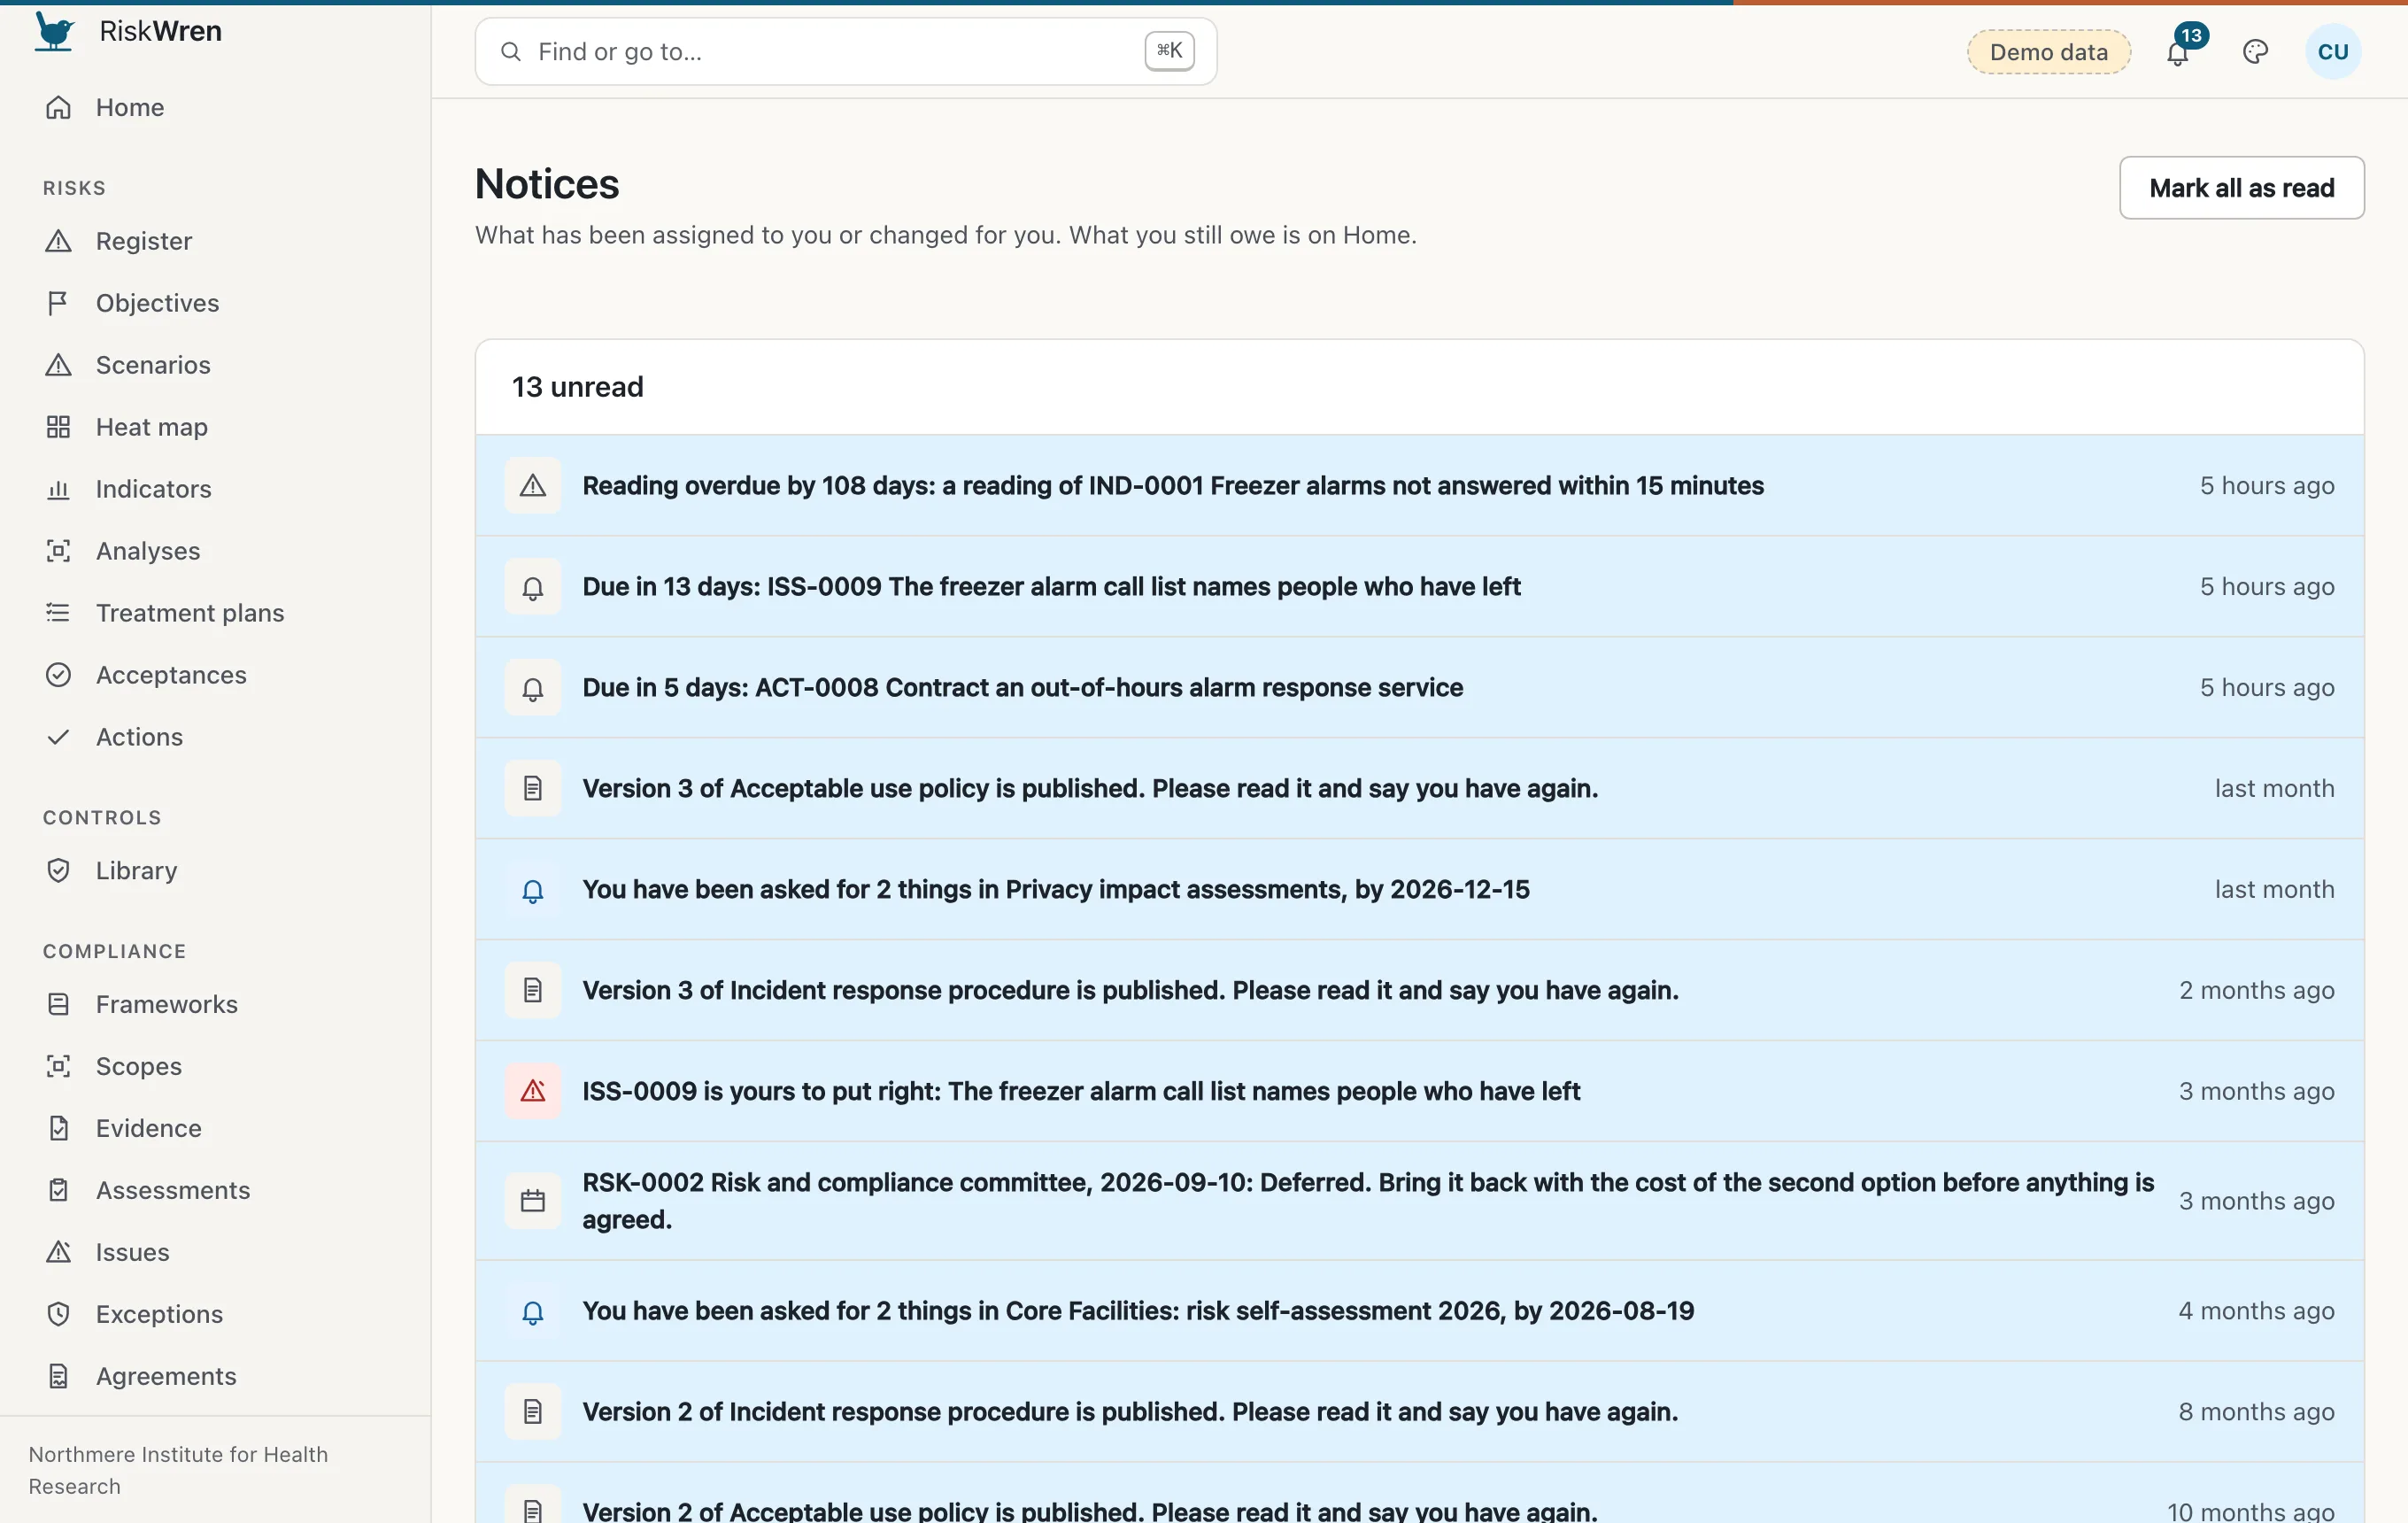 RiskWren
Find or go to...
⌘K
Demo data
13
CU
Home
RISKS
Register
Objectives
Scenarios
Heat map
Indicators
Analyses
Treatment plans
Acceptances
Actions
CONTROLS
Library
COMPLIANCE
Frameworks
Scopes
Evidence
Assessments
Issues
Exceptions
Agreements
Northmere Institute for Health
Research
Notices
What has been assigned to you or changed for you. What you still owe is on Home.
Mark all as read
13 unread
Reading overdue by 108 days: a reading of IND-0001 Freezer alarms not answered within 15 minutes
5 hours ago
Due in 13 days: ISS-0009 The freezer alarm call list names people who have left
5 hours ago
Due in 5 days: ACT-0008 Contract an out-of-hours alarm response service
5 hours ago
Version 3 of Acceptable use policy is published. Please read it and say you have again.
last month
You have been asked for 2 things in Privacy impact assessments, by 2026-12-15
last month
Version 3 of Incident response procedure is published. Please read it and say you have again.
2 months ago
ISS-0009 is yours to put right: The freezer alarm call list names people who have left
3 months ago
RSK-0002 Risk and compliance committee, 2026-09-10: Deferred. Bring it back with the cost of the second option before anything is
agreed.
3 months ago
You have been asked for 2 things in Core Facilities: risk self-assessment 2026, by 2026-08-19
4 months ago
Version 2 of Incident response procedure is published. Please read it and say you have again.
8 months ago
Version 2 of Acceptable use policy is published. Please read it and say you have again.
10 months ago